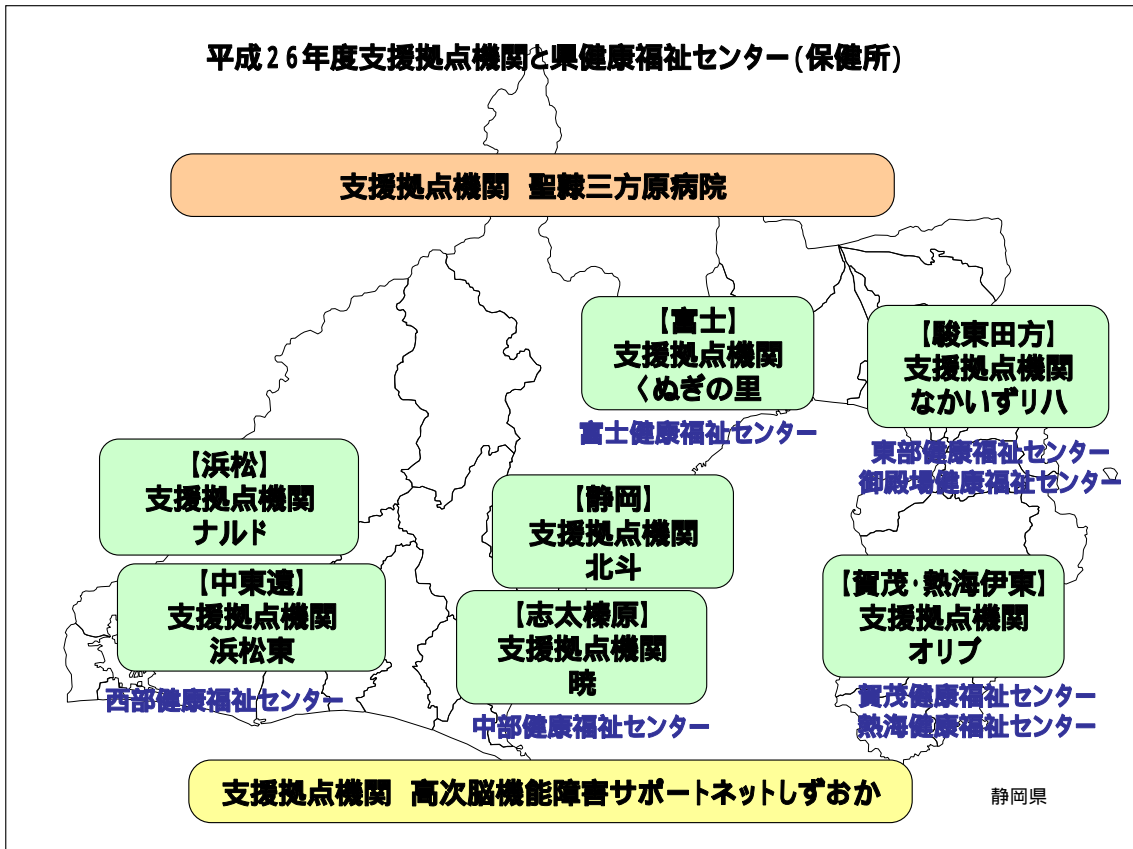 平成26年度支援拠点機関と県健康福祉センター(保健所)
支援拠点機関　聖隷三方原病院
【富士】
支援拠点機関
くぬぎの里
富士健康福祉センター
【駿東田方】
支援拠点機関
なかいずリハ
東部健康福祉センター
御殿場健康福祉センター
【浜松】
支援拠点機関
ナルド
【静岡】
支援拠点機関
北斗
【中東遠】
支援拠点機関
浜松東
西部健康福祉センター
【志太榛原】
支援拠点機関
暁
中部健康福祉センター
【賀茂・熱海伊東】
支援拠点機関
オリブ
賀茂健康福祉センター
熱海健康福祉センター
支援拠点機関　高次脳機能障害サポートネットしずおか
静岡県